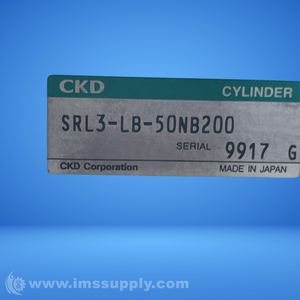 CKD CYLINDER
SRL3-LB-50NB200
SERIAL 9917 G
CKD Corporation MADE IN JAPAN
www.imssupply.com